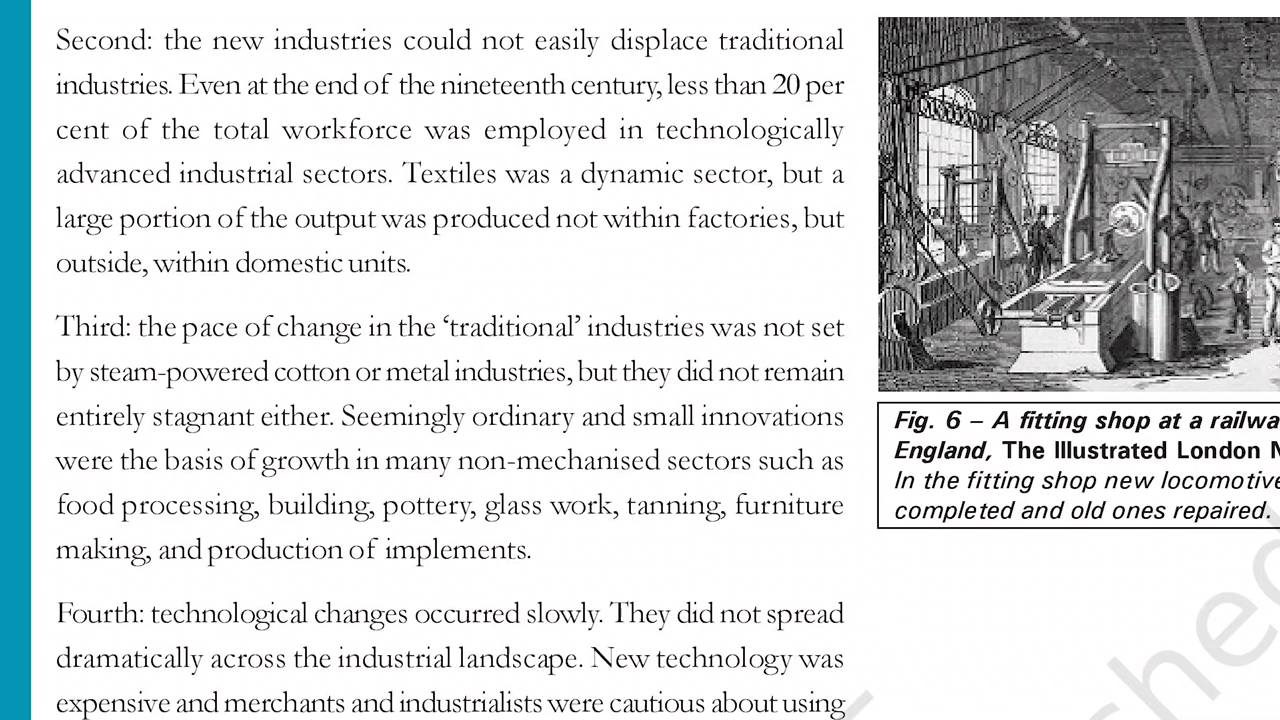 Second: the new industries could not easily displace traditional
industries. Even at the end of the nineteenth century, less than 20 per
cent of the total workforce was employed in technologically
advanced industrial sectors. Textiles was a dynamic sector, but a
large portion of the output was produced not within factories, but
outside, within domestic units.
Third: the pace of change in the ‘traditional’ industries was not set
by steam-powered cotton or metal industries, but they did not remain
entirely stagnant either. Seemingly ordinary and small innovations
were the basis of growth in many non-mechanised sectors such as
food processing, building, pottery, glass work, tanning, furniture
making, and production of implements.
Fourth: technological changes occurred slowly. They did not spread
dramatically across the industrial landscape. New technology was
expensive and merchants and industrialists were cautious about using
Fig. 6 – A fitting shop at a railwa
England, The Illustrated London N
In the fitting shop new locomotive
completed and old ones repaired.
shed